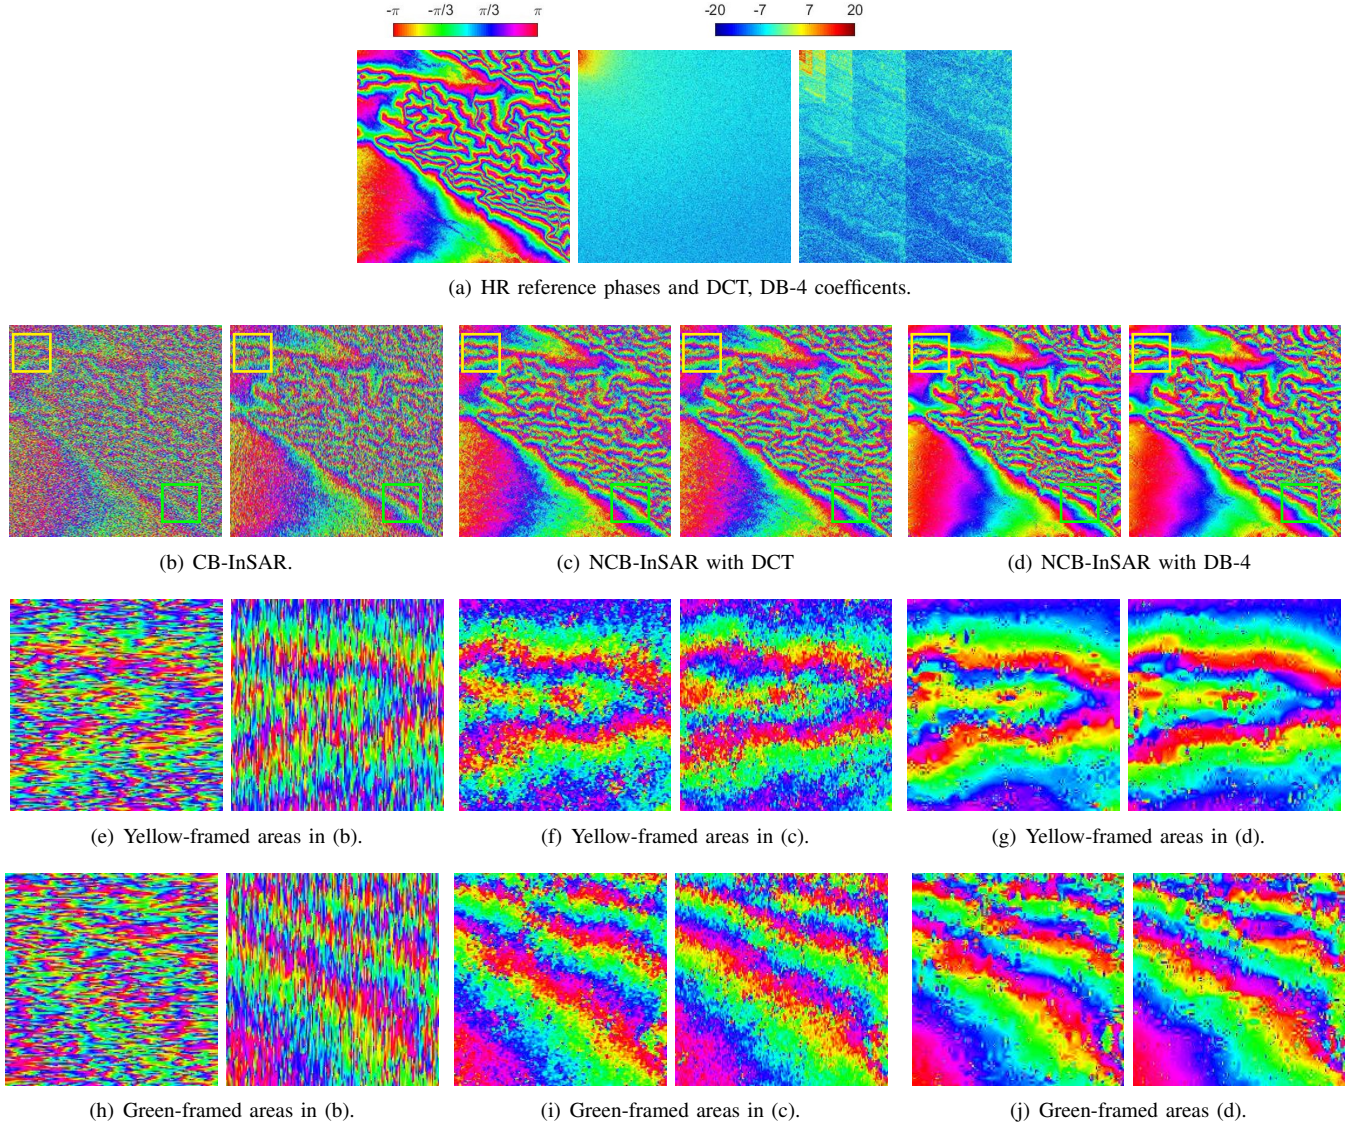 -π -π/3 π/3 π
-20 -7 7 20
(a) HR reference phases and DCT, DB-4 coefficents.
(b) CB-InSAR.
(c) NCB-InSAR with DCT
(d) NCB-InSAR with DB-4
(e) Yellow-framed areas in (b).
(f) Yellow-framed areas in (c).
(g) Yellow-framed areas in (d).
(h) Green-framed areas in (b).
(i) Green-framed areas in (c).
(j) Green-framed areas (d).